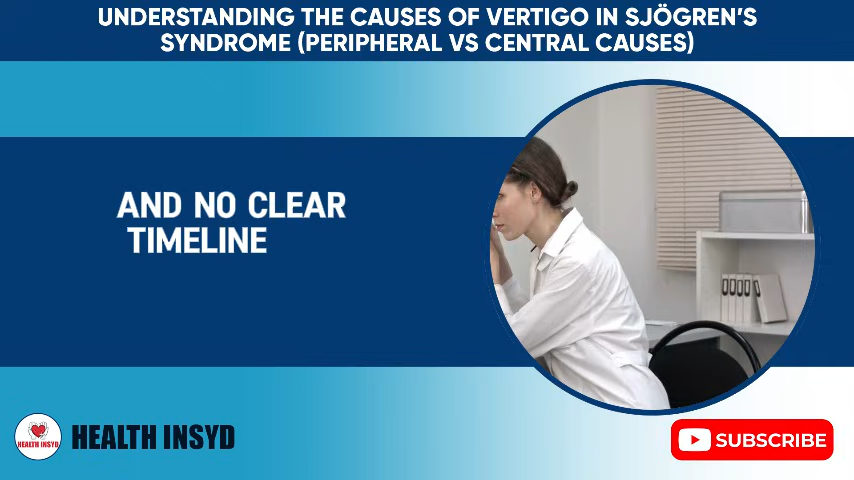 UNDERSTANDING THE CAUSES OF VERTIGO IN SJÖGREN'S
SYNDROME (PERIPHERAL VS CENTRAL CAUSES)
AND NO CLEAR
TIMELINE
HEALTH INSYD
HEALTH INSYD
SUBSCRIBE